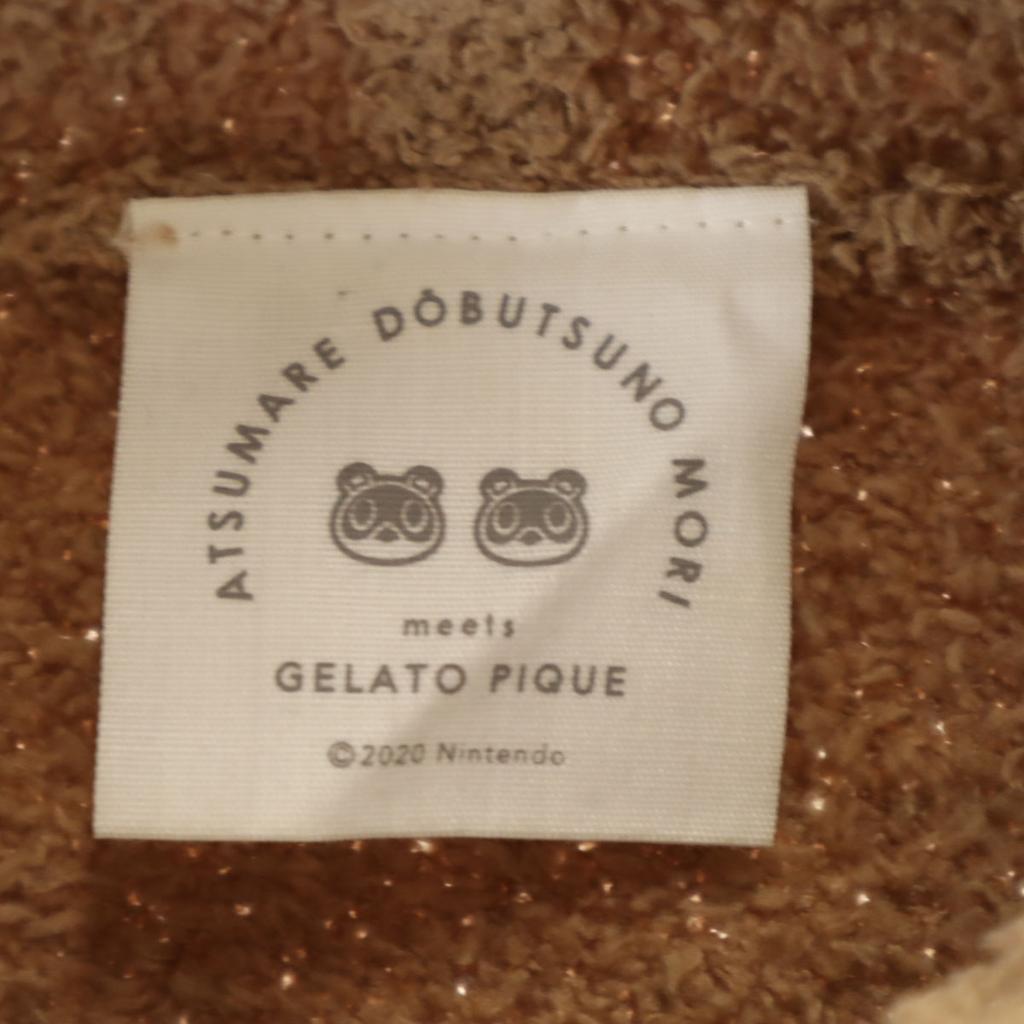 ATSUMARE DŌBUTSUNO MORI
meets
GELATO PIQUE
©2020 Nintendo